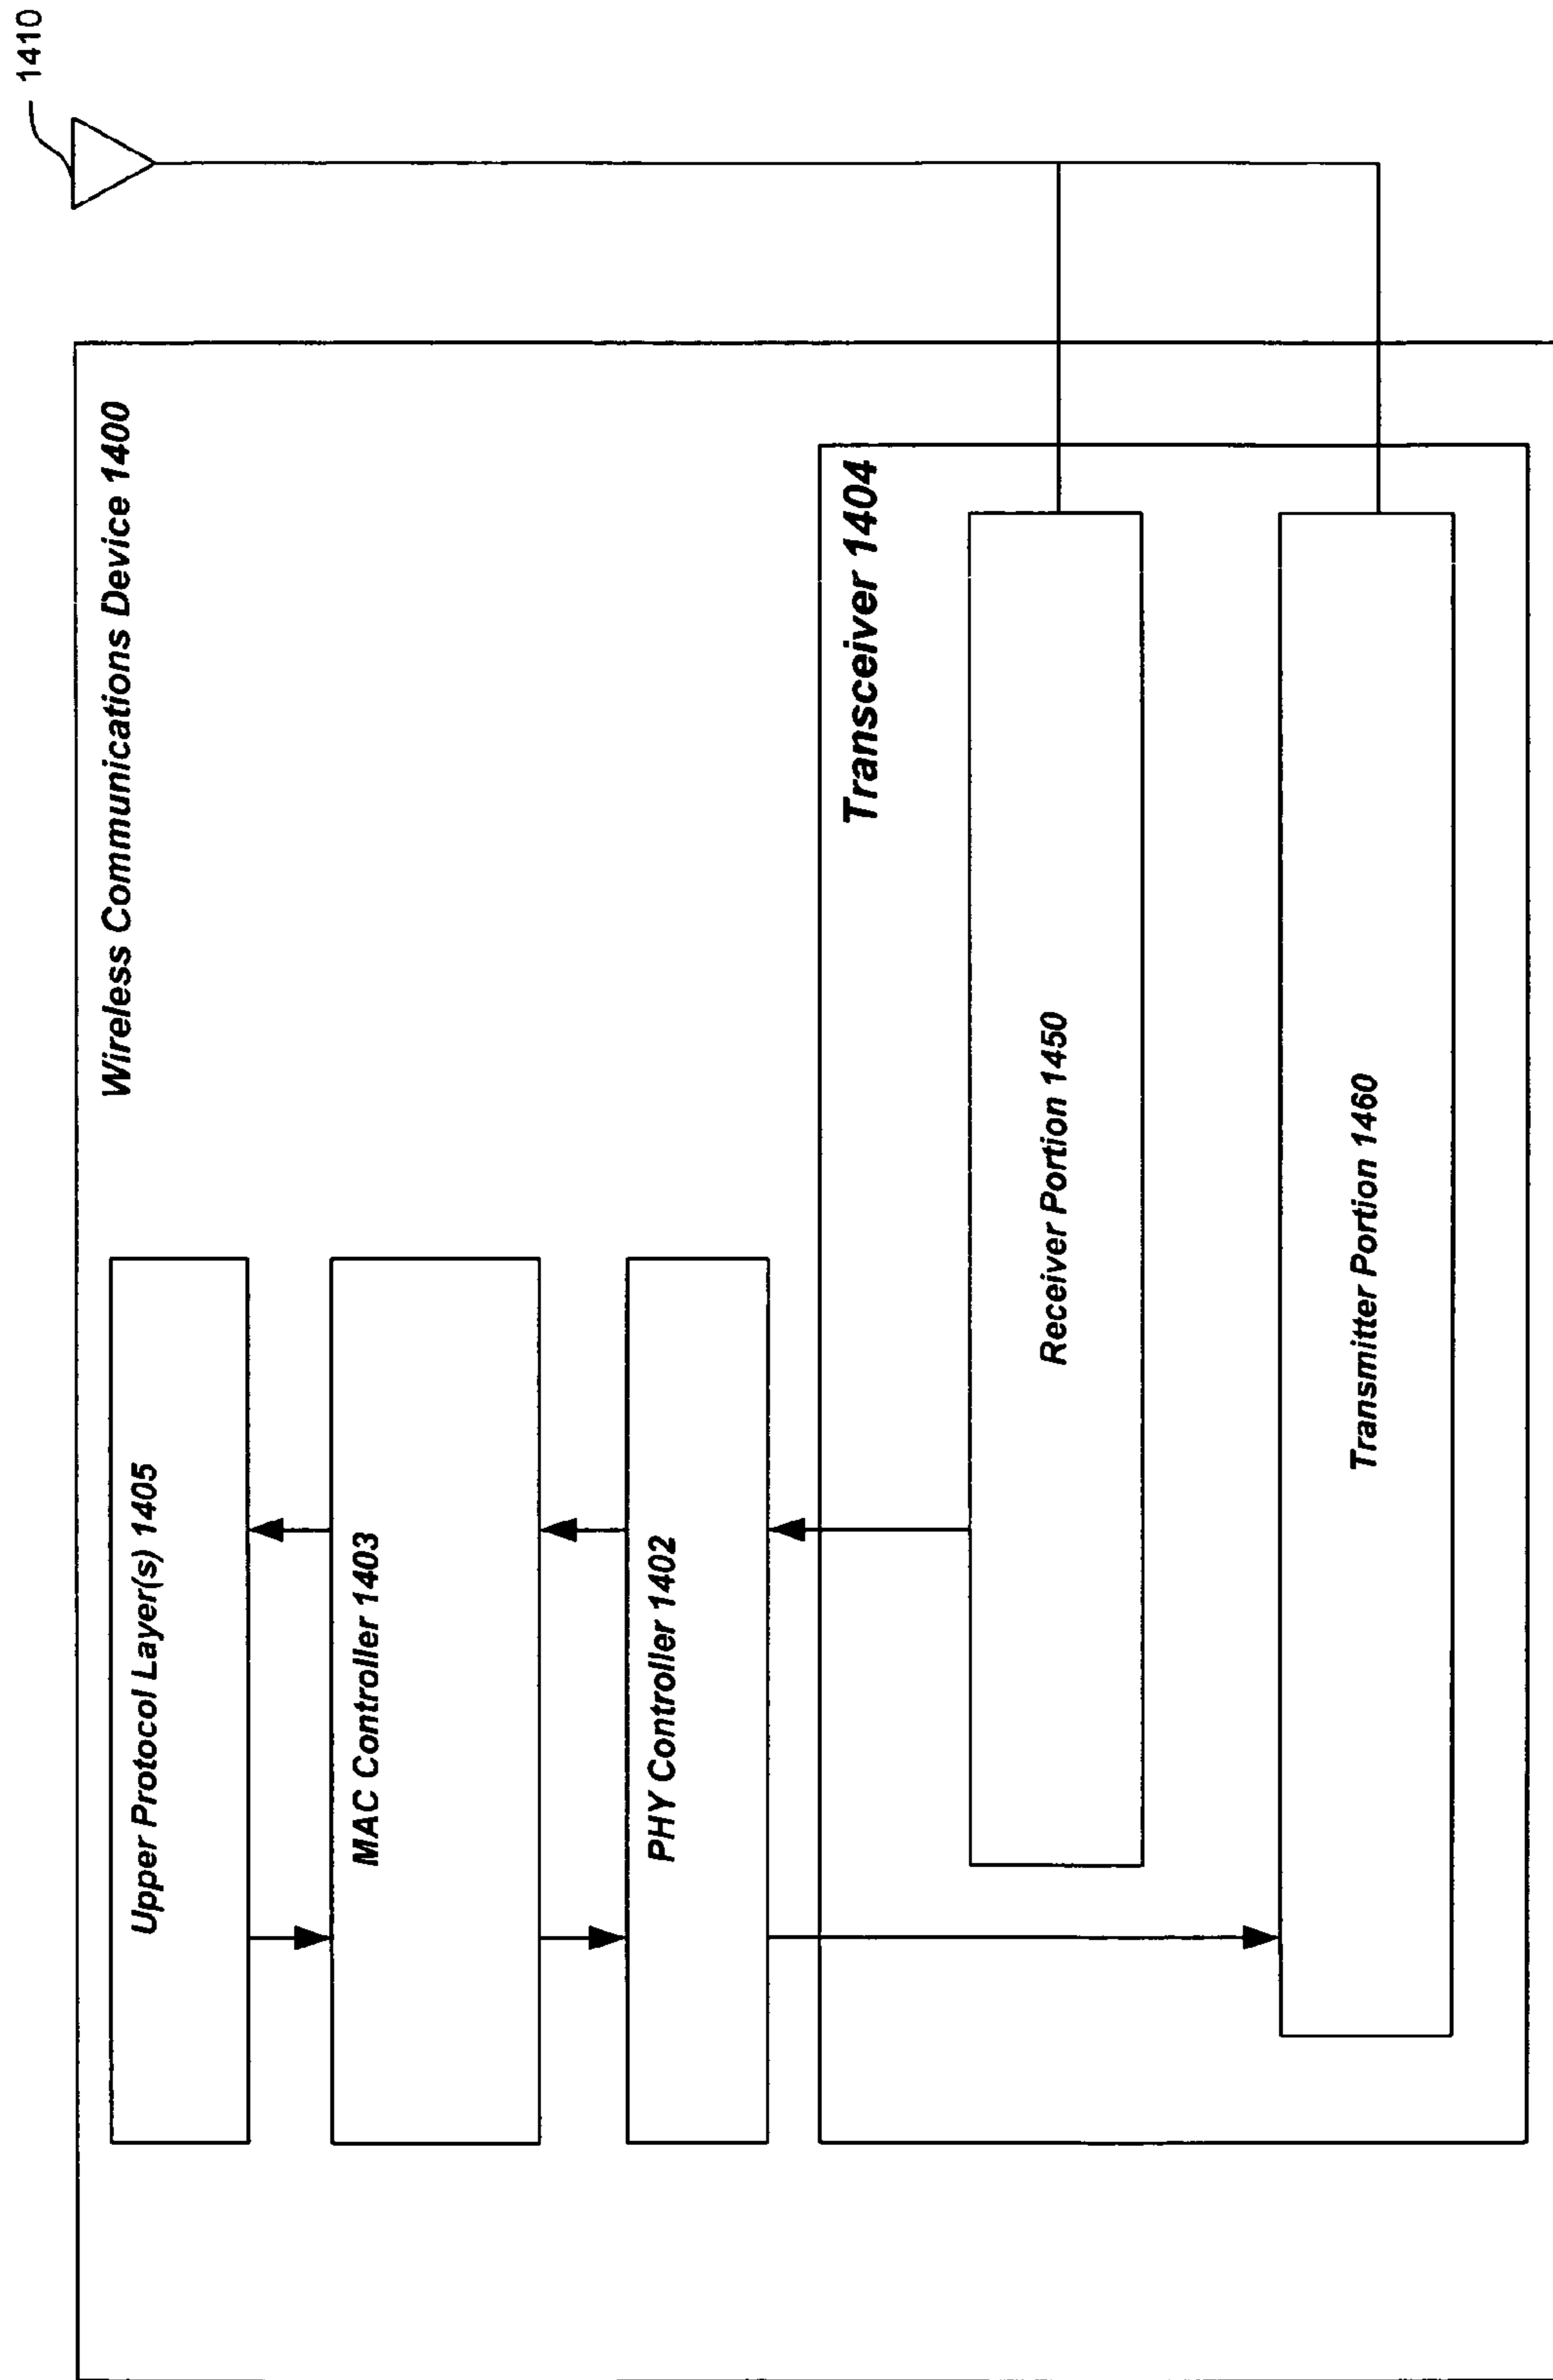 1410
Wireless Communications Device 1400
Upper Protocol Layer(s) 1405
MAC Controller 1403
PHY Controller 1402
Transceiver 1404
Receiver Portion 1450
Transmitter Portion 1460